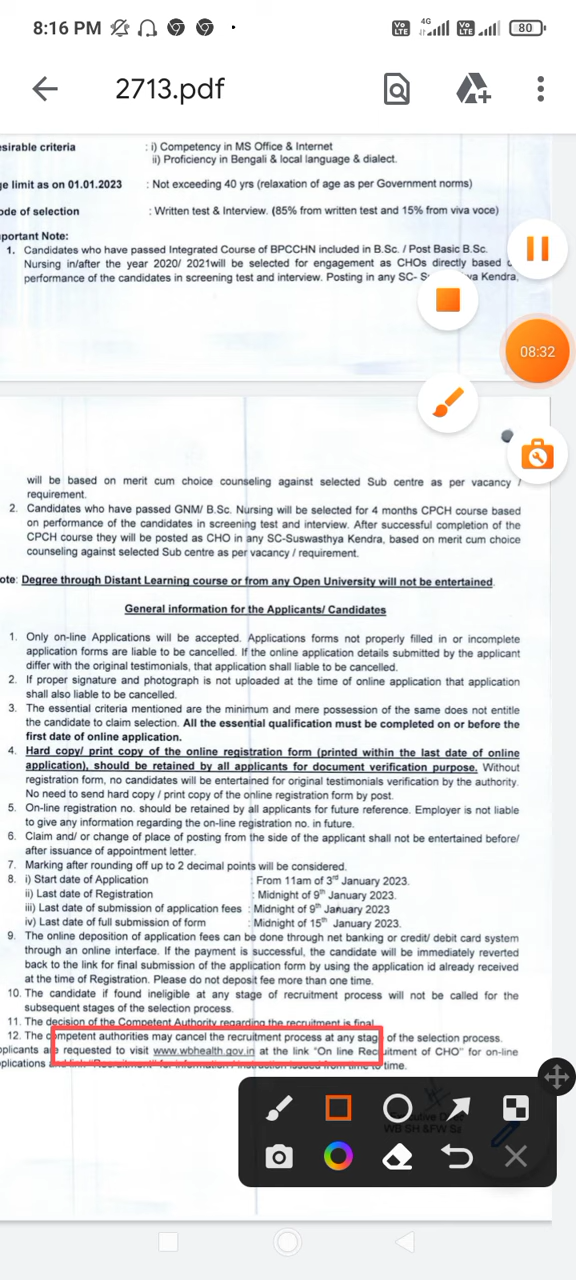 8:16 PM
4G
80
2713.pdf
esirable criteria : i) Competency in MS Office & Internet
ii) Proficiency in Bengali & local language & dialect.
ge limit as on 01.01.2023 : Not exceeding 40 yrs (relaxation of age as per Government norms)
ode of selection : Written test & Interview. (85% from written test and 15% from viva voce)
portant Note:
1. Candidates who have passed Integrated Course of BPCCHN included in B.Sc. / Post Basic B.Sc.
Nursing in/after the year 2020/ 2021will be selected for engagement as CHOs directly based
performance of the candidates in screening test and interview. Posting in any SC- Kendra,
08:32
will be based on merit cum choice counseling against selected Sub centre as per vacancy /
requirement.
2. Candidates who have passed GNM/ B.Sc. Nursing will be selected for 4 months CPCH course based
on performance of the candidates in screening test and interview. After successful completion of the
CPCH course they will be posted as CHO in any SC-Suswasthya Kendra, based on merit cum choice
counseling against selected Sub centre as per vacancy / requirement.
ote: Degree through Distant Learning course or from any Open University will not be entertained.
General information for the Applicants/ Candidates
1. Only on-line Applications will be accepted. Applications forms not properly filled in or incomplete
application forms are liable to be cancelled. If the online application details submitted by the applicant
differ with the original testimonials, that application shall liable to be cancelled.
2. If proper signature and photograph is not uploaded at the time of online application that application
shall also liable to be cancelled.
3. The essential criteria mentioned are the minimum and mere possession of the same does not entitle
the candidate to claim selection. All the essential qualification must be completed on or before the
first date of online application.
4. Hard copy/ print copy of the online registration form (printed within the last date of online
application), should be retained by all applicants for document verification purpose. Without
registration form, no candidates will be entertained for original testimonials verification by the authority.
No need to send hard copy / print copy of the online registration form by post.
5. On-line registration no. should be retained by all applicants for future reference. Employer is not liable
to give any information regarding the on-line registration no. in future.
6. Claim and/ or change of place of posting from the side of the applicant shall not be entertained before/
after issuance of appointment letter.
7. Marking after rounding off up to 2 decimal points will be considered.
8. i) Start date of Application : From 11am of 3rd January 2023.
ii) Last date of Registration : Midnight of 9th January 2023.
iii) Last date of submission of application fees : Midnight of 9th January 2023
iv) Last date of full submission of form : Midnight of 15th January 2023.
9. The online deposition of application fees can be done through net banking or credit/ debit card system
through an online interface. If the payment is successful, the candidate will be immediately reverted
back to the link for final submission of the application form by using the application id already received
at the time of Registration. Please do not deposit fee more than one time.
10. The candidate if found ineligible at any stage of recruitment process will not be called for the
subsequent stages of the selection process.
11. The decision of the Competent Authority regarding the recruitment is final
12. The competent authorities may cancel the recruitment process at any stage of the selection process.
plicants are requested to visit www.wbhealth.gov.in at the link "On line Recruitment of CHO" for on-line
plications and link "Recruitment" for information / instruction issued from time to time.
WB SH &FW Sa